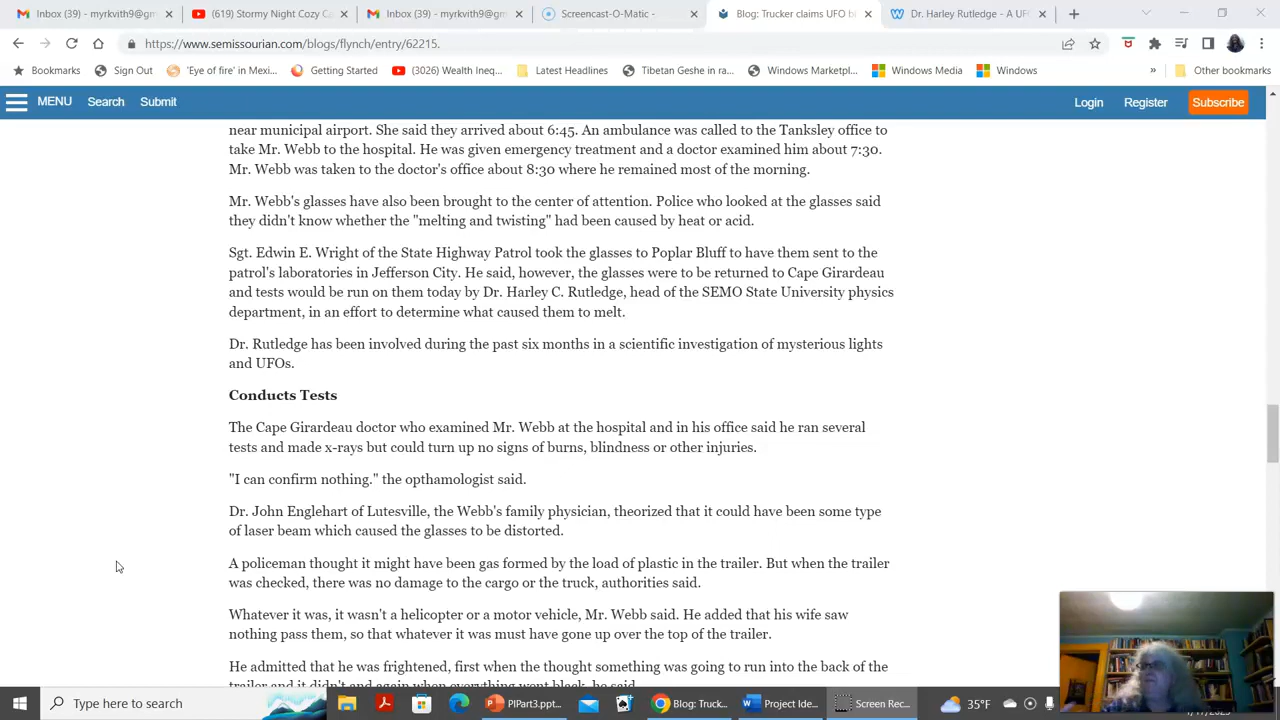 Inbox (39) - myrkvith9@gm
(619) Stormy Night Cozy Ca
Inbox (39) - myrkvith9@gm
Screencast-O-Matic -
Blog: Trucker claims UFO bl
Dr. Harley Rutledge - A UF
https://www.semissourian.com/blogs/flynch/entry/62215.
Bookmarks
Sign Out
'Eye of fire' in Mexi...
Getting Started
(3026) Wealth Ineq...
Latest Headlines
Tibetan Geshe in ra...
Windows Marketpl...
Windows Media
Windows
»
Other bookmarks
MENU
Search
Submit
Login
Register
Subscribe
near municipal airport. She said they arrived about 6:45. An ambulance was called to the Tanksley office to
take Mr. Webb to the hospital. He was given emergency treatment and a doctor examined him about 7:30.
Mr. Webb was taken to the doctor's office about 8:30 where he remained most of the morning.
Mr. Webb's glasses have also been brought to the center of attention. Police who looked at the glasses said
they didn't know whether the "melting and twisting" had been caused by heat or acid.
Sgt. Edwin E. Wright of the State Highway Patrol took the glasses to Poplar Bluff to have them sent to the
patrol's laboratories in Jefferson City. He said, however, the glasses were to be returned to Cape Girardeau
and tests would be run on them today by Dr. Harley C. Rutledge, head of the SEMO State University physics
department, in an effort to determine what caused them to melt.
Dr. Rutledge has been involved during the past six months in a scientific investigation of mysterious lights
and UFOs.
Conducts Tests
The Cape Girardeau doctor who examined Mr. Webb at the hospital and in his office said he ran several
tests and made x-rays but could turn up no signs of burns, blindness or other injuries.
"I can confirm nothing." the opthamologist said.
Dr. John Englehart of Lutesville, the Webb's family physician, theorized that it could have been some type
of laser beam which caused the glasses to be distorted.
A policeman thought it might have been gas formed by the load of plastic in the trailer. But when the trailer
was checked, there was no damage to the cargo or the truck, authorities said.
Whatever it was, it wasn't a helicopter or a motor vehicle, Mr. Webb said. He added that his wife saw
nothing pass them, so that whatever it was must have gone up over the top of the trailer.
He admitted that he was frightened, first when the thought something was going to run into the back of the
trailer and it didn't and again when everything went black, he said.
Type here to search
PIPart3.ppt...
Blog: Truck...
Project Ide...
Screen Rec...
35°F